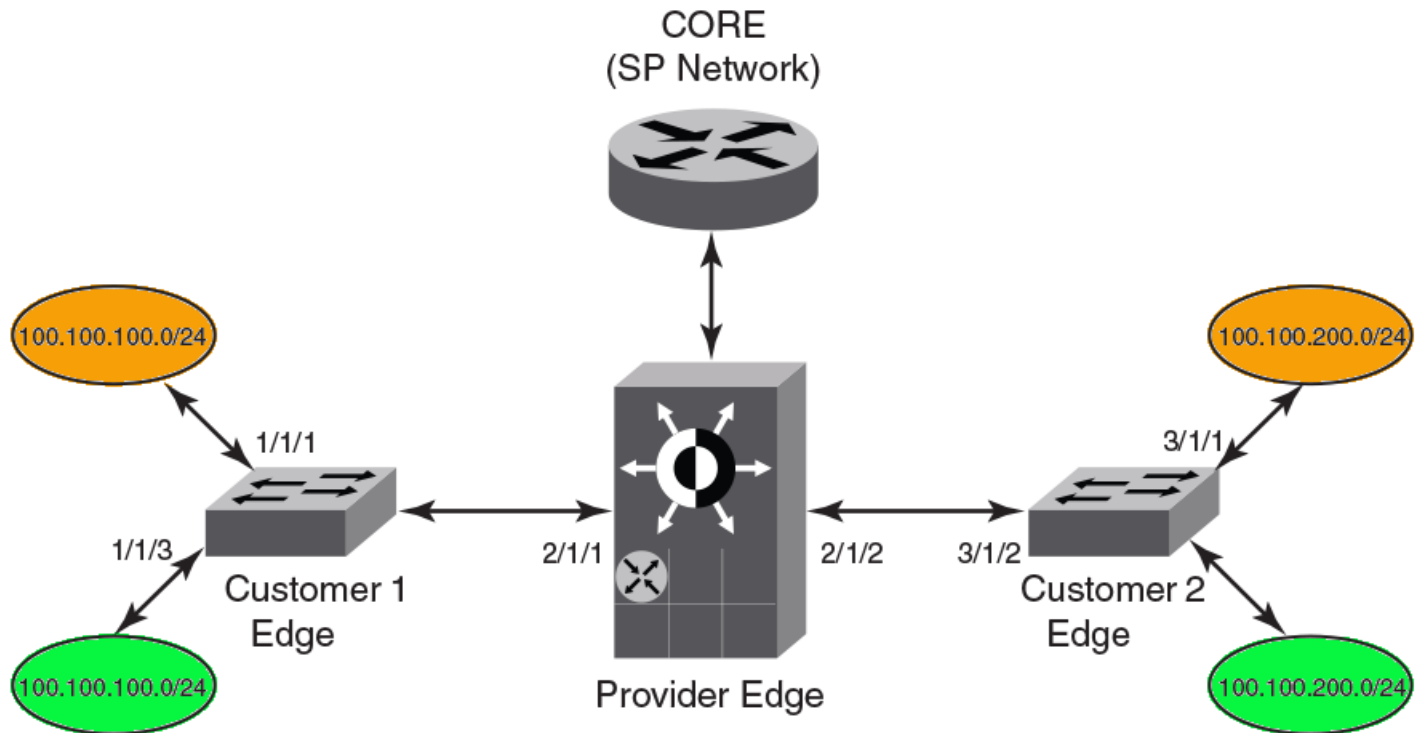 CORE
(SP Network)
100.100.100.0/24
100.100.200.0/24
1/1/1
3/1/1
1/1/3
2/1/1
2/1/2
3/1/2
Customer 1
Edge
Customer 2
Edge
100.100.100.0/24
Provider Edge
100.100.200.0/24